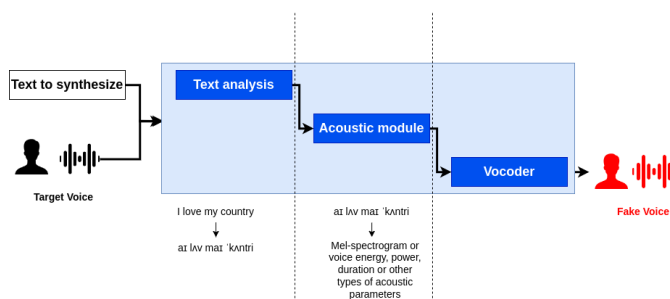 Text to synthesize
Text analysis
Acoustic module
Vocoder
Target Voice
Fake Voice
I love my country
aɪ lʌv maɪ ˈkʌntri
aɪ lʌv maɪ ˈkʌntri
Mel-spectrogram or
voice energy, power,
duration or other
types of acoustic
parameters